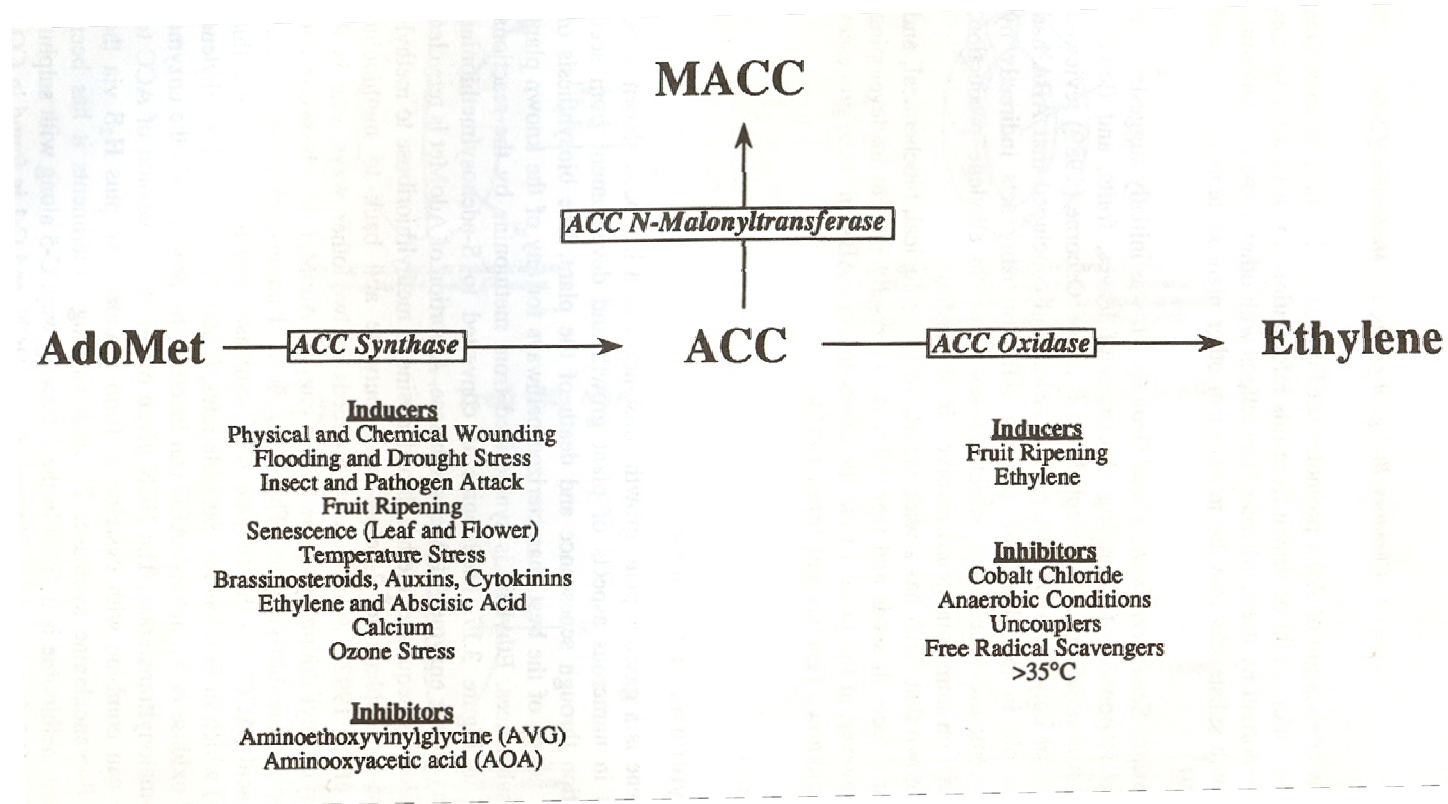 MACC
ACC N-Malonyltransferase
AdoMet
ACC Synthase
ACC
ACC Oxidase
Ethylene
Inducers
Physical and Chemical Wounding
Flooding and Drought Stress
Insect and Pathogen Attack
Fruit Ripening
Senescence (Leaf and Flower)
Temperature Stress
Brassinosteroids, Auxins, Cytokinins
Ethylene and Abscisic Acid
Calcium
Ozone Stress
Inhibitors
Aminoethoxyvinylglycine (AVG)
Aminooxyacetic acid (AOA)
Inducers
Fruit Ripening
Ethylene
Inhibitors
Cobalt Chloride
Anaerobic Conditions
Uncouplers
Free Radical Scavengers
>35°C